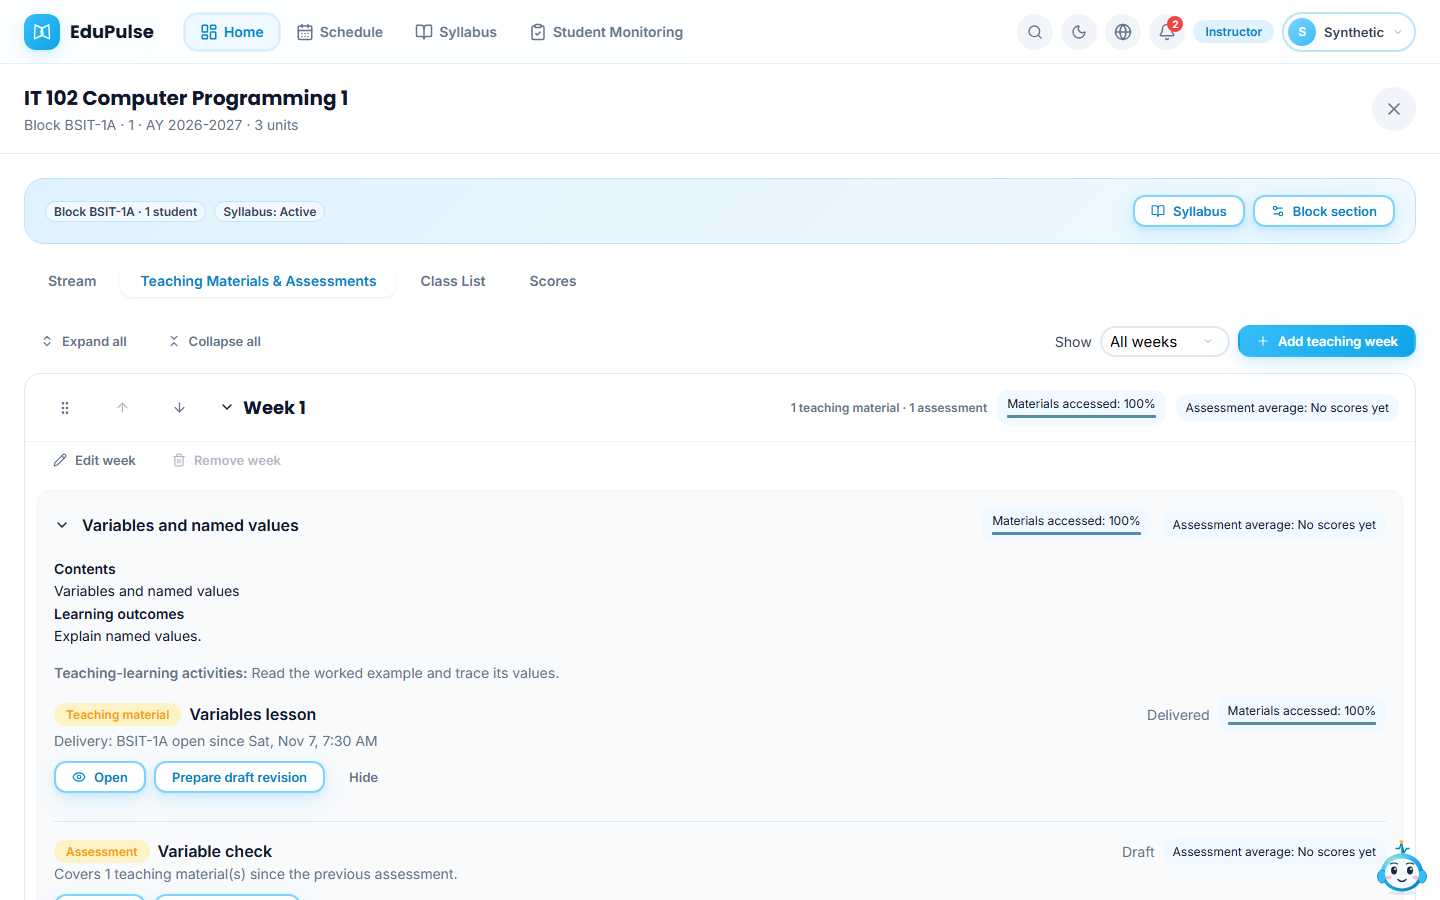 EduPulse
Home
Schedule
Syllabus
Student Monitoring
2
Instructor
S
Synthetic
IT 102 Computer Programming 1
Block BSIT-1A · 1 · AY 2026-2027 · 3 units
Block BSIT-1A · 1 student
Syllabus: Active
Syllabus
Block section
Stream
Teaching Materials & Assessments
Class List
Scores
Expand all
Collapse all
Show
All weeks
Add teaching week
Week 1
1 teaching material · 1 assessment
Materials accessed: 100%
Assessment average: No scores yet
Edit week
Remove week
Variables and named values
Materials accessed: 100%
Assessment average: No scores yet
Contents
Variables and named values
Learning outcomes
Explain named values.
Teaching-learning activities: Read the worked example and trace its values.
Teaching material
Variables lesson
Delivered
Materials accessed: 100%
Delivery: BSIT-1A open since Sat, Nov 7, 7:30 AM
Open
Prepare draft revision
Hide
Assessment
Variable check
Draft
Assessment average: No scores yet
Covers 1 teaching material(s) since the previous assessment.